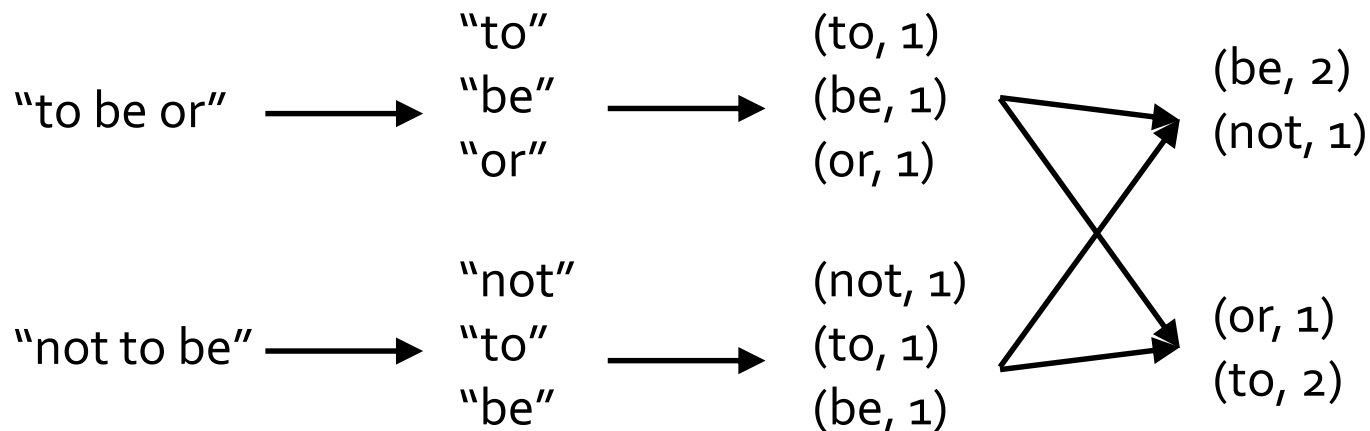 “to be or”
“to”
“be”
“or”
(to, 1)
(be, 1)
(or, 1)
(be, 2)
(not, 1)
“not to be”
“not”
“to”
“be”
(not, 1)
(to, 1)
(be, 1)
(or, 1)
(to, 2)